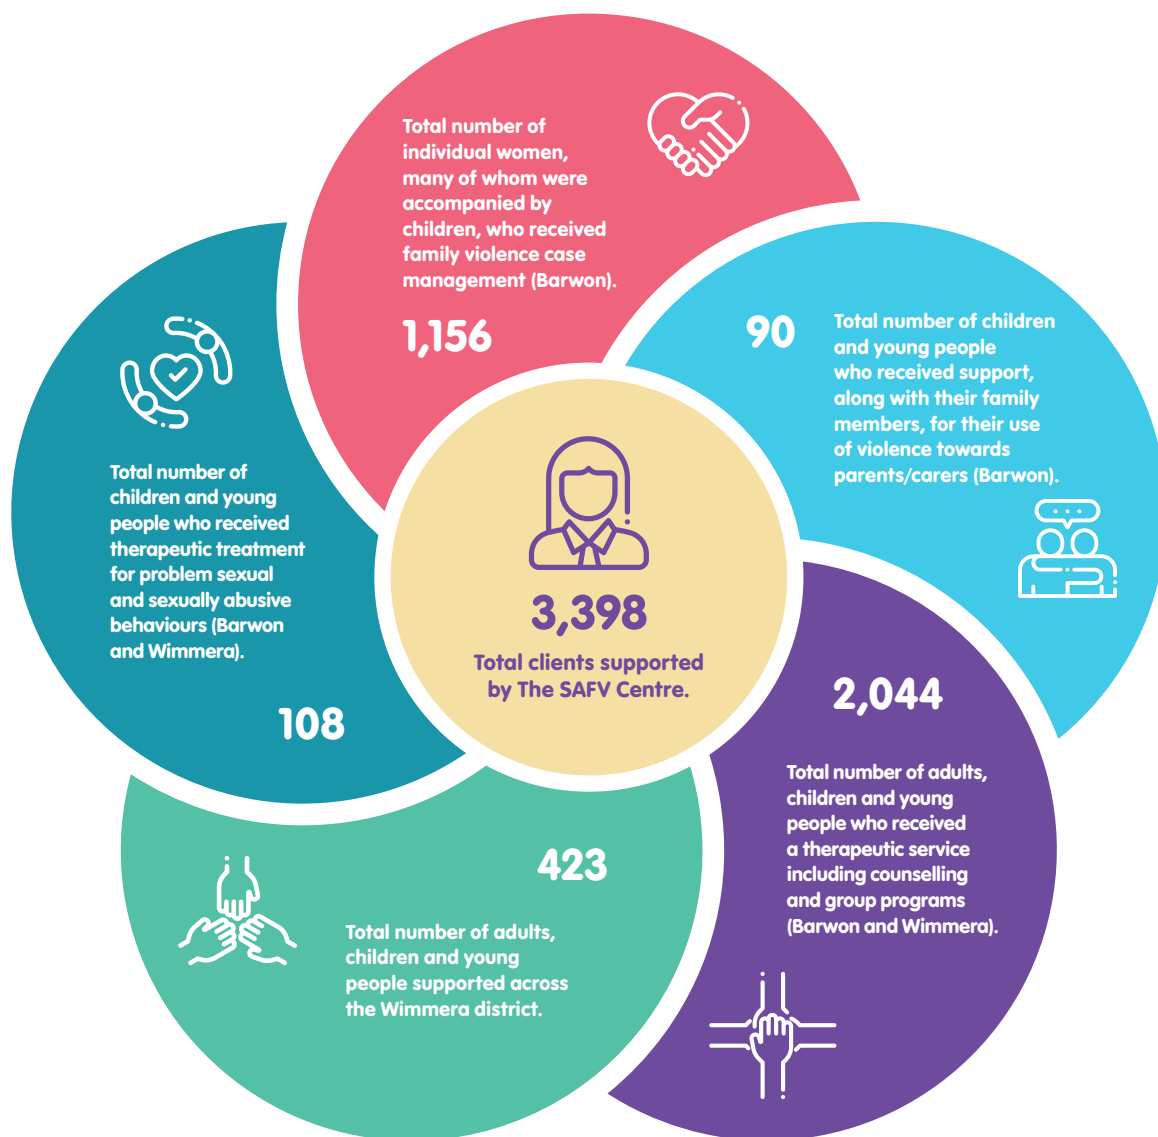 Total number of
individual women,
many of whom were
accompanied by
children, who received
family violence case
management (Barwon).
1,156
90
Total number of children
and young people
who received support,
along with their family
members, for their use
of violence towards
parents/carers (Barwon).
2,044
Total number of adults,
children and young
people who received
a therapeutic service
including counselling
and group programs
(Barwon and Wimmera).
423
Total number of adults,
children and young
people supported across
the Wimmera district.
Total number of
children and young
people who received
therapeutic treatment
for problem sexual
and sexually abusive
behaviours (Barwon
and Wimmera).
108
3,398
Total clients supported
by The SAFV Centre.